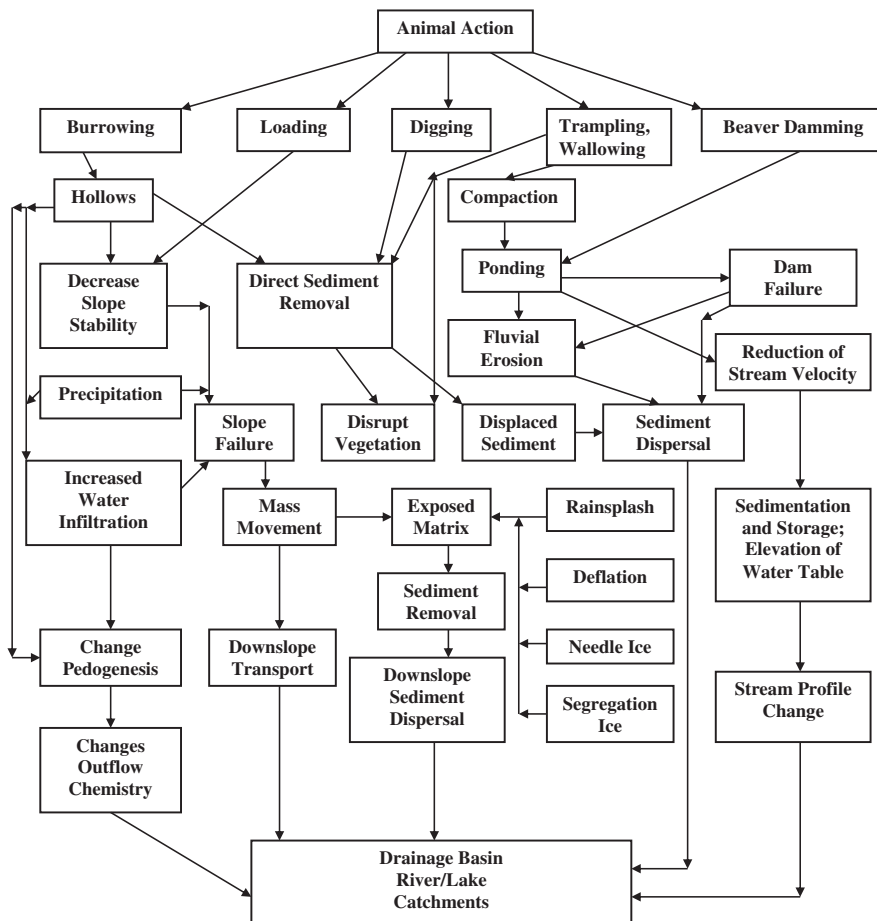 Animal Action
Burrowing
Loading
Digging
Trampling,
Wallowing
Beaver Damming
Hollows
Compaction
Decrease
Slope
Stability
Direct Sediment
Removal
Ponding
Dam
Failure
Fluvial
Erosion
Reduction of
Stream Velocity
Precipitation
Slope
Failure
Disrupt
Vegetation
Displaced
Sediment
Sediment
Dispersal
Increased
Water
Infiltration
Mass
Movement
Exposed
Matrix
Rainsplash
Sedimentation
and Storage;
Elevation of
Water Table
Deflation
Sediment
Removal
Change
Pedogenesis
Downslope
Transport
Needle Ice
Downslope
Sediment
Dispersal
Segregation
Ice
Stream Profile
Change
Changes
Outflow
Chemistry
Drainage Basin
River/Lake
Catchments